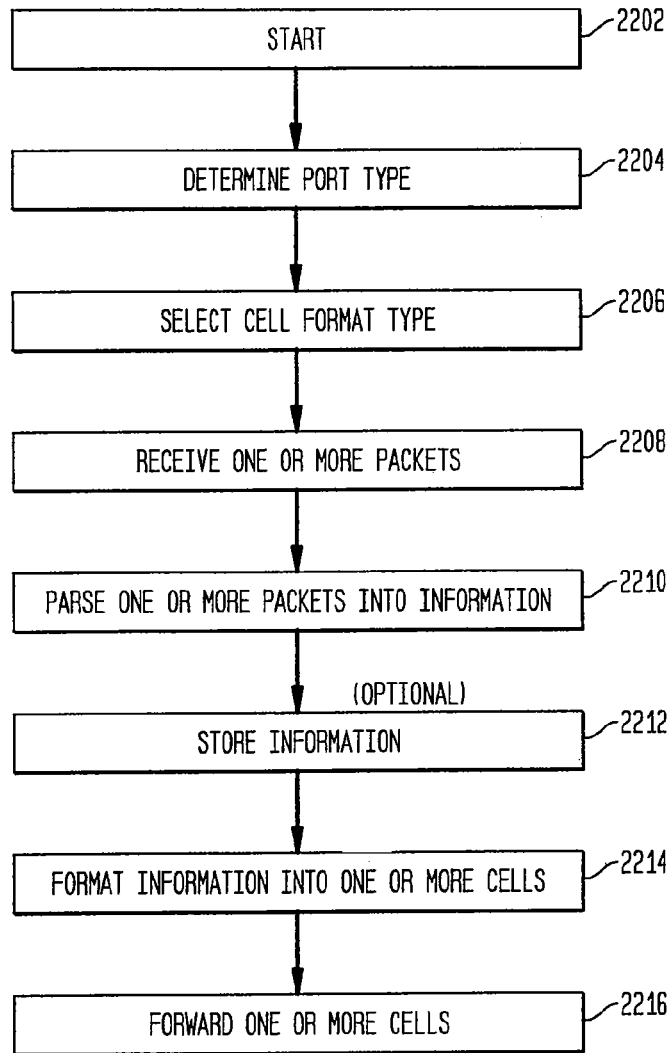 START
2202
DETERMINE PORT TYPE
2204
SELECT CELL FORMAT TYPE
2206
RECEIVE ONE OR MORE PACKETS
2208
PARSE ONE OR MORE PACKETS INTO INFORMATION
2210
(OPTIONAL)
STORE INFORMATION
2212
FORMAT INFORMATION INTO ONE OR MORE CELLS
2214
FORWARD ONE OR MORE CELLS
2216